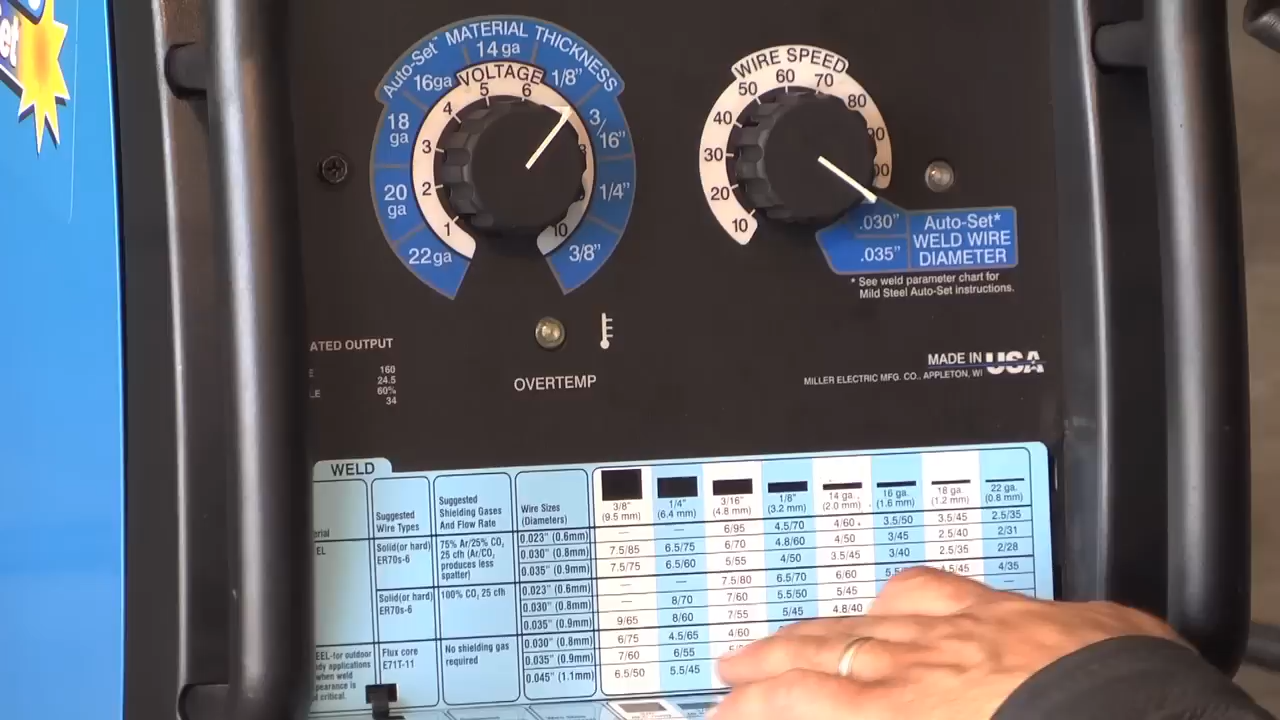 Auto-Set™ MATERIAL THICKNESS
22ga
20 ga
18 ga
16ga
14 ga
1/8"
3/16"
1/4"
3/8"
VOLTAGE
1
2
3
4
5
6
10
WIRE SPEED
10
20
30
40
50
60
70
80
.030"
.035"
Auto-Set*
WELD WIRE
DIAMETER
* See weld parameter chart for
Mild Steel Auto-Set instructions.
OUTPUT
160
24.5
60%
34
OVERTEMP
MADE IN USA
MILLER ELECTRIC MFG. CO., APPLETON, WI
WELD
Suggested Wire Types
Suggested Shielding Gases And Flow Rate
Wire Sizes (Diameters)
3/8" (9.5 mm)
1/4" (6.4 mm)
3/16" (4.8 mm)
1/8" (3.2 mm)
14 ga. (2.0 mm)
16 ga. (1.6 mm)
18 ga. (1.2 mm)
22 ga. (0.8 mm)
Solid(or hard) ER70s-6
75% Ar/25% CO2 25 cfh (Ar/CO2 produces less spatter)
0.023" (0.6mm) — — 6/95 4.5/70 4/60 3.5/50 3.5/45 2.5/35
0.030" (0.8mm) 7.5/85 6.5/75 6/70 4.8/60 4/50 3/45 2.5/40 2/31
0.035" (0.9mm) 7.5/75 6.5/60 5/55 4/50 3.5/45 3/40 2.5/35 2/28
Solid(or hard) ER70s-6
100% CO2 25 cfh
0.023" (0.6mm) — — 7.5/80 6.5/70 6/60 4/35
0.030" (0.8mm) — 8/70 7/60 5.5/50 5/45 —
0.035" (0.9mm) 9/65 8/60 7/55 5/45 4.8/40
for outdoor
applications
when weld
is
critical.
Flux core E71T-11
No shielding gas required
0.030" (0.8mm) 6/75 4.5/65 4/60
0.035" (0.9mm) 7/60 6/55
0.045" (1.1mm) 6.5/50 5.5/45